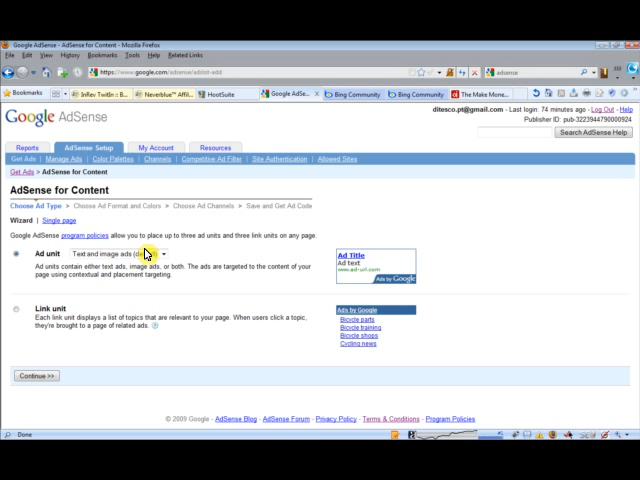 Google AdSense - AdSense for Content - Mozilla Firefox
File Edit View History Bookmarks Tools Help Related Links
https://www.google.com/adsense/adslot-add
adsense
Bookmarks InRev Twitln :: B... Neverblue™ Affil... HootSuite Google AdSe... Bing Community Bing Community The Make Mone...
ditesco.pt@gmail.com - Last login: 74 minutes ago - Log Out - Help
Publisher ID: pub-3223944790000924
Google AdSense
Search AdSense Help
Reports AdSense Setup My Account Resources
Get Ads | Manage Ads | Color Palettes | Channels | Competitive Ad Filter | Site Authentication | Allowed Sites
Get Ads > AdSense for Content
AdSense for Content
Choose Ad Type > Choose Ad Format and Colors > Choose Ad Channels > Save and Get Ad Code
Wizard | Single page
Google AdSense program policies allow you to place up to three ad units and three link units on any page.
Ad unit Text and image ads
Ad units contain either text ads, image ads, or both. The ads are targeted to the content of your
page using contextual and placement targeting.
Ad Title
Ad text
www.ad-url.com
Ads by Google
Link unit
Each link unit displays a list of topics that are relevant to your page. When users click a topic,
they're brought to a page of related ads. ?
Ads by Google
Bicycle parts
Bicycle training
Bicycle shops
Cycling news
Continue >>
© 2009 Google - AdSense Blog - AdSense Forum - Privacy Policy - Terms & Conditions - Program Policies
Done